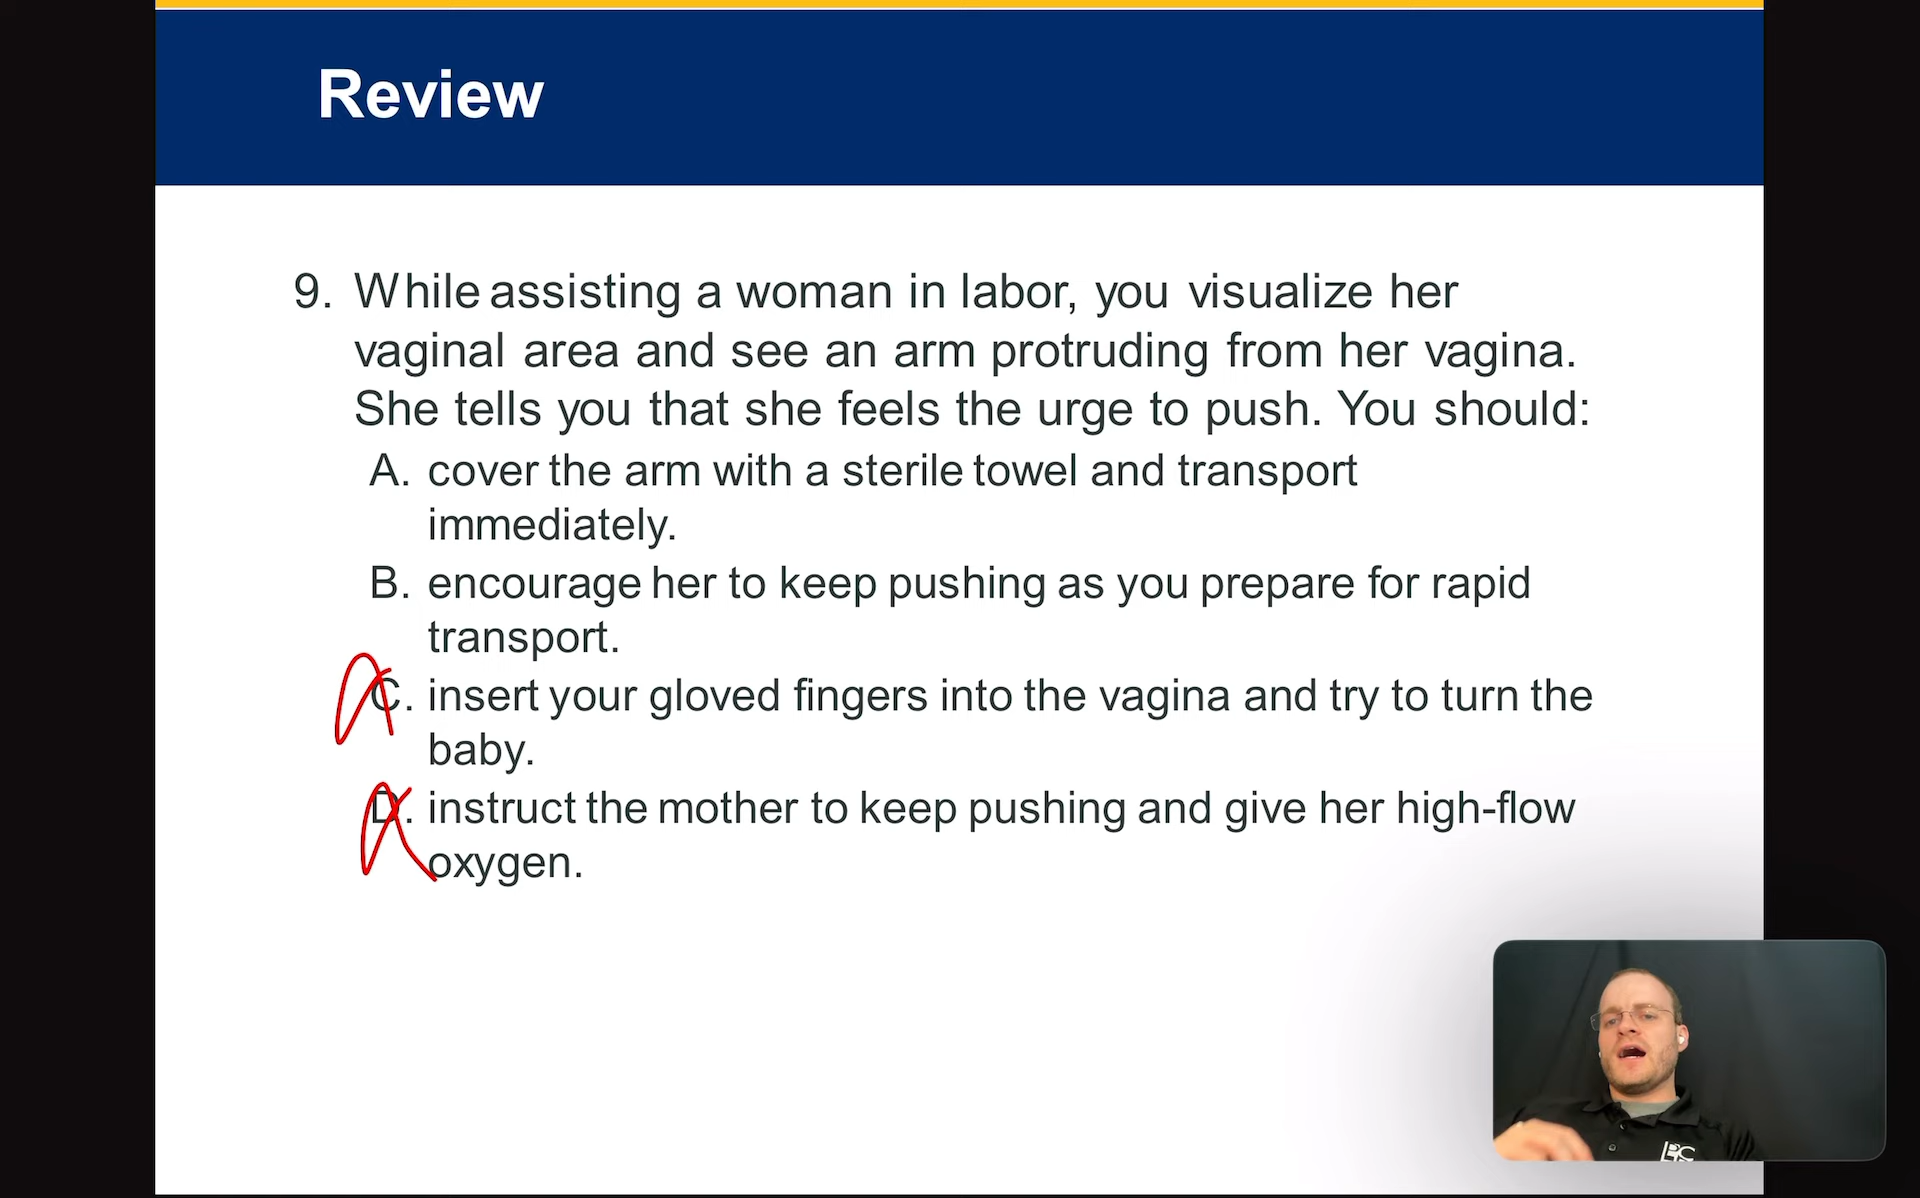 Review
9. While assisting a woman in labor, you visualize her
vaginal area and see an arm protruding from her vagina.
She tells you that she feels the urge to push. You should:
A. cover the arm with a sterile towel and transport
immediately.
B. encourage her to keep pushing as you prepare for rapid
transport.
C. insert your gloved fingers into the vagina and try to turn the
baby.
D. instruct the mother to keep pushing and give her high-flow
oxygen.